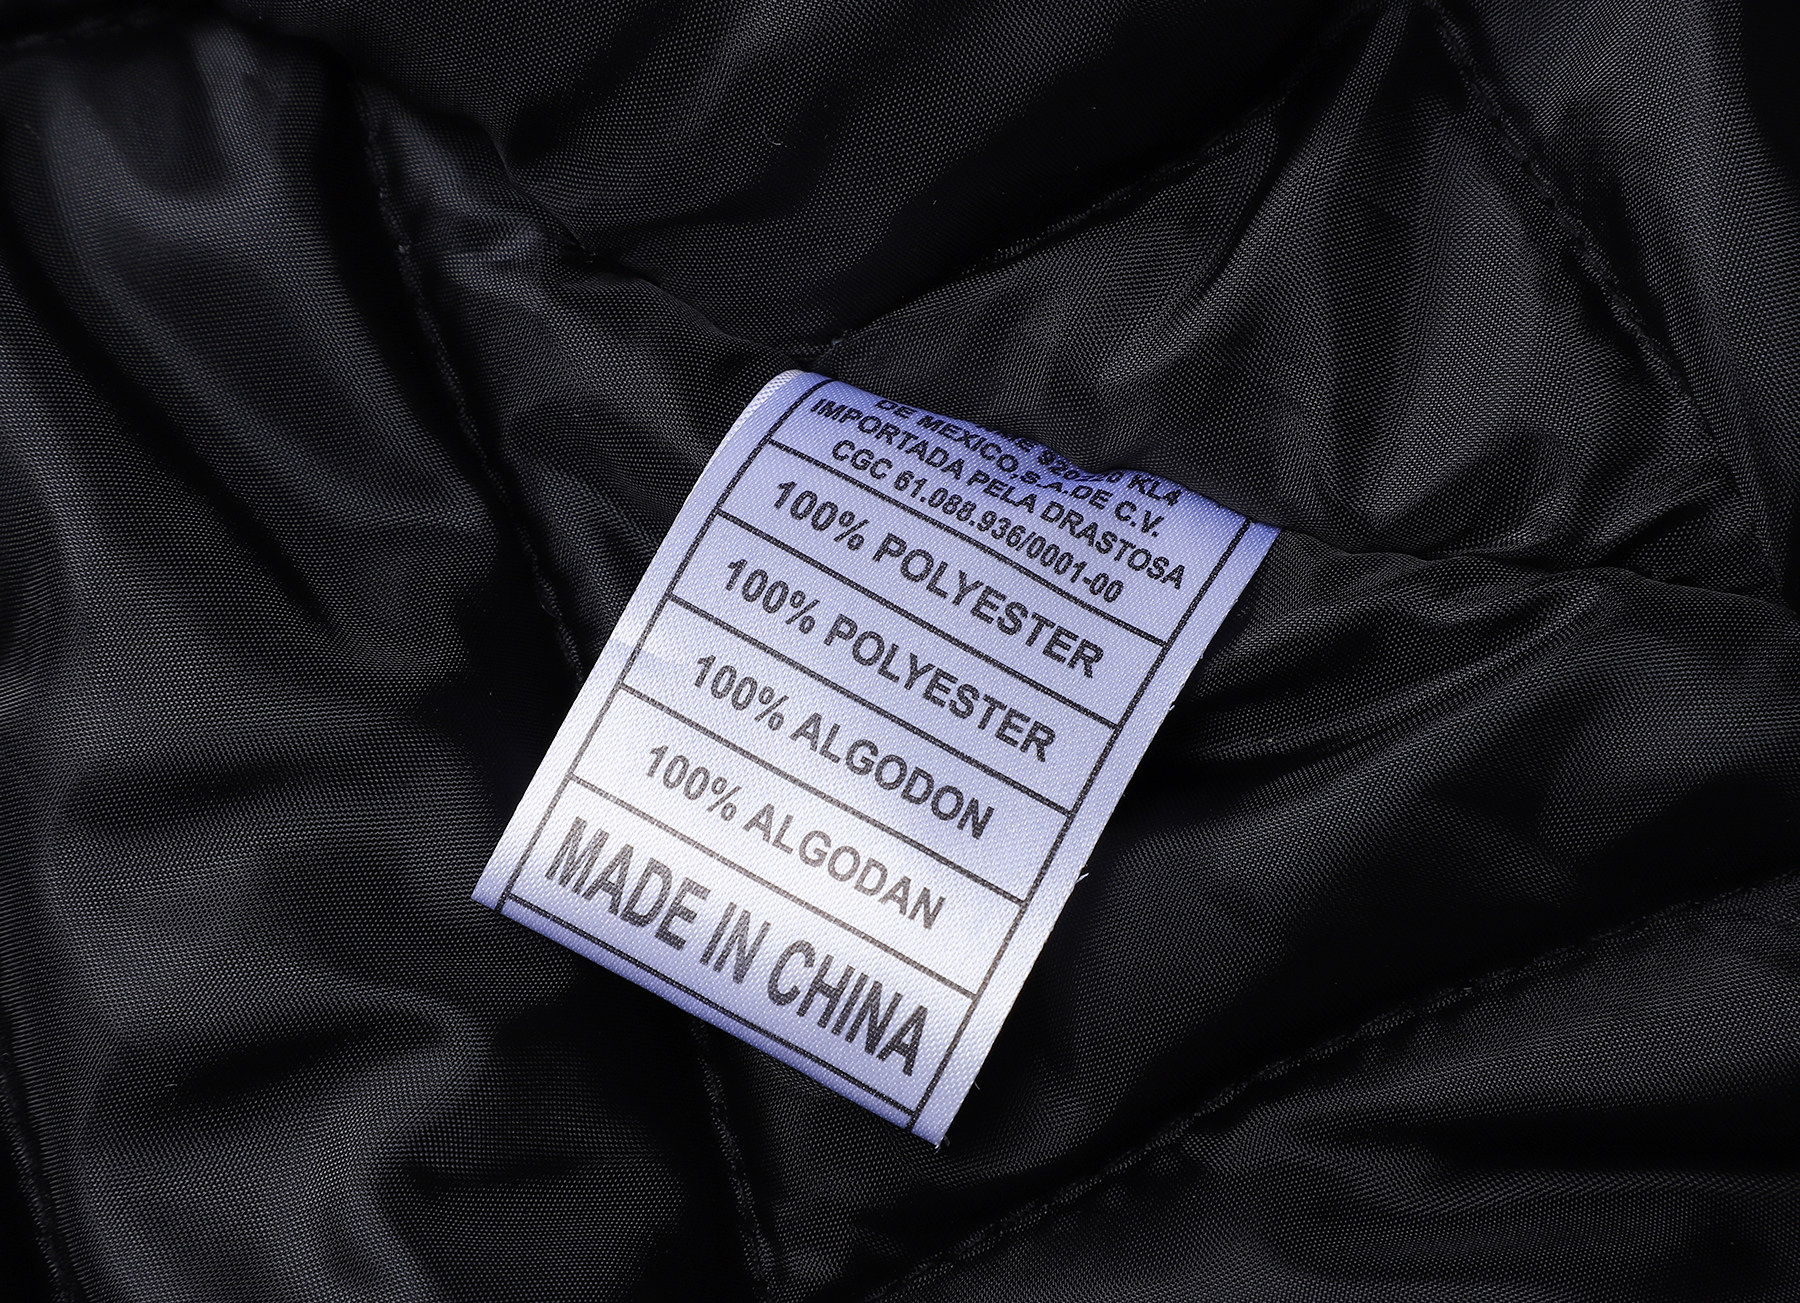 KL4
DE MEXICO.S.A.DE C.V.
IMPORTADA PELA DRASTOSA
CGC 61.088.936/0001-00
100% POLYESTER
100% POLYESTER
100% ALGODON
100% ALGODAN
MADE IN CHINA